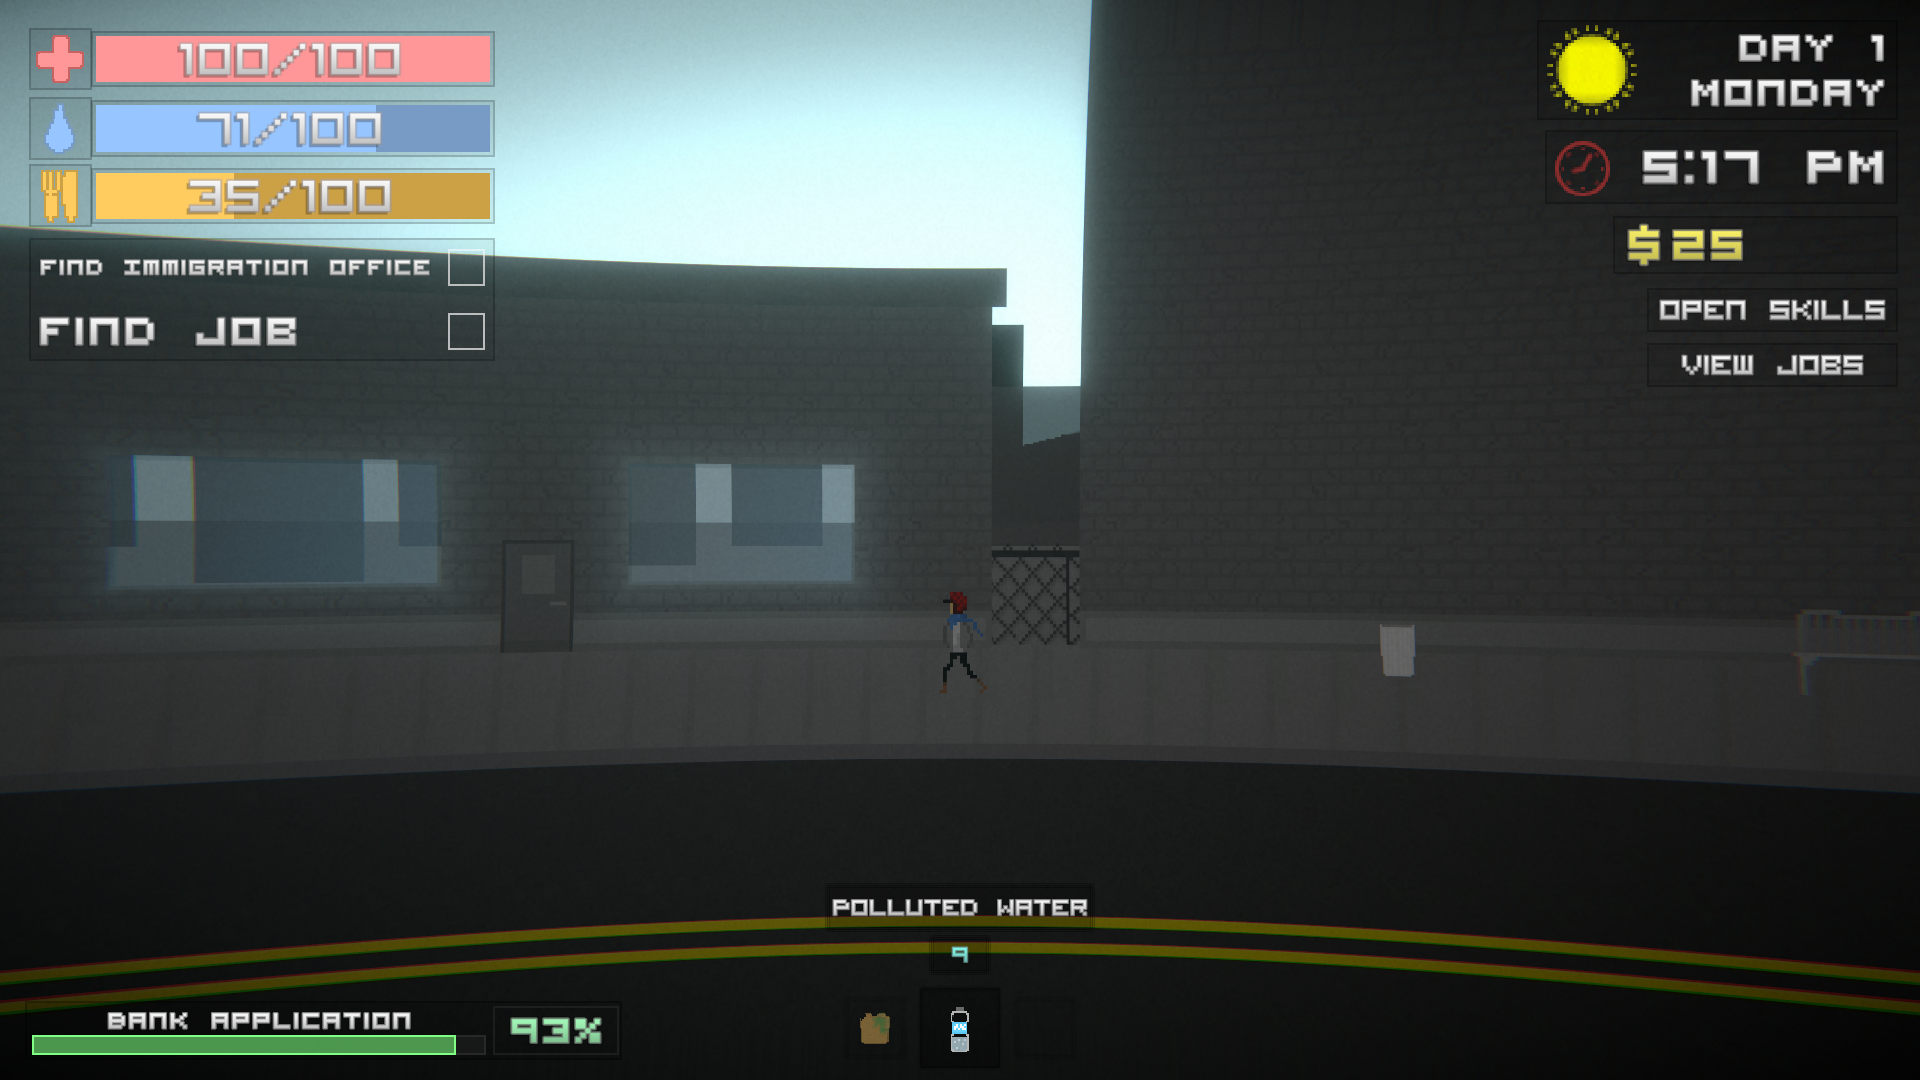 100/100
71/100
35/100
FIND IMMIGRATION OFFICE
FIND JOB
DAY 1
MONDAY
5:17 PM
$25
OPEN SKILLS
VIEW JOBS
POLLUTED WATER
9
BANK APPLICATION
93%